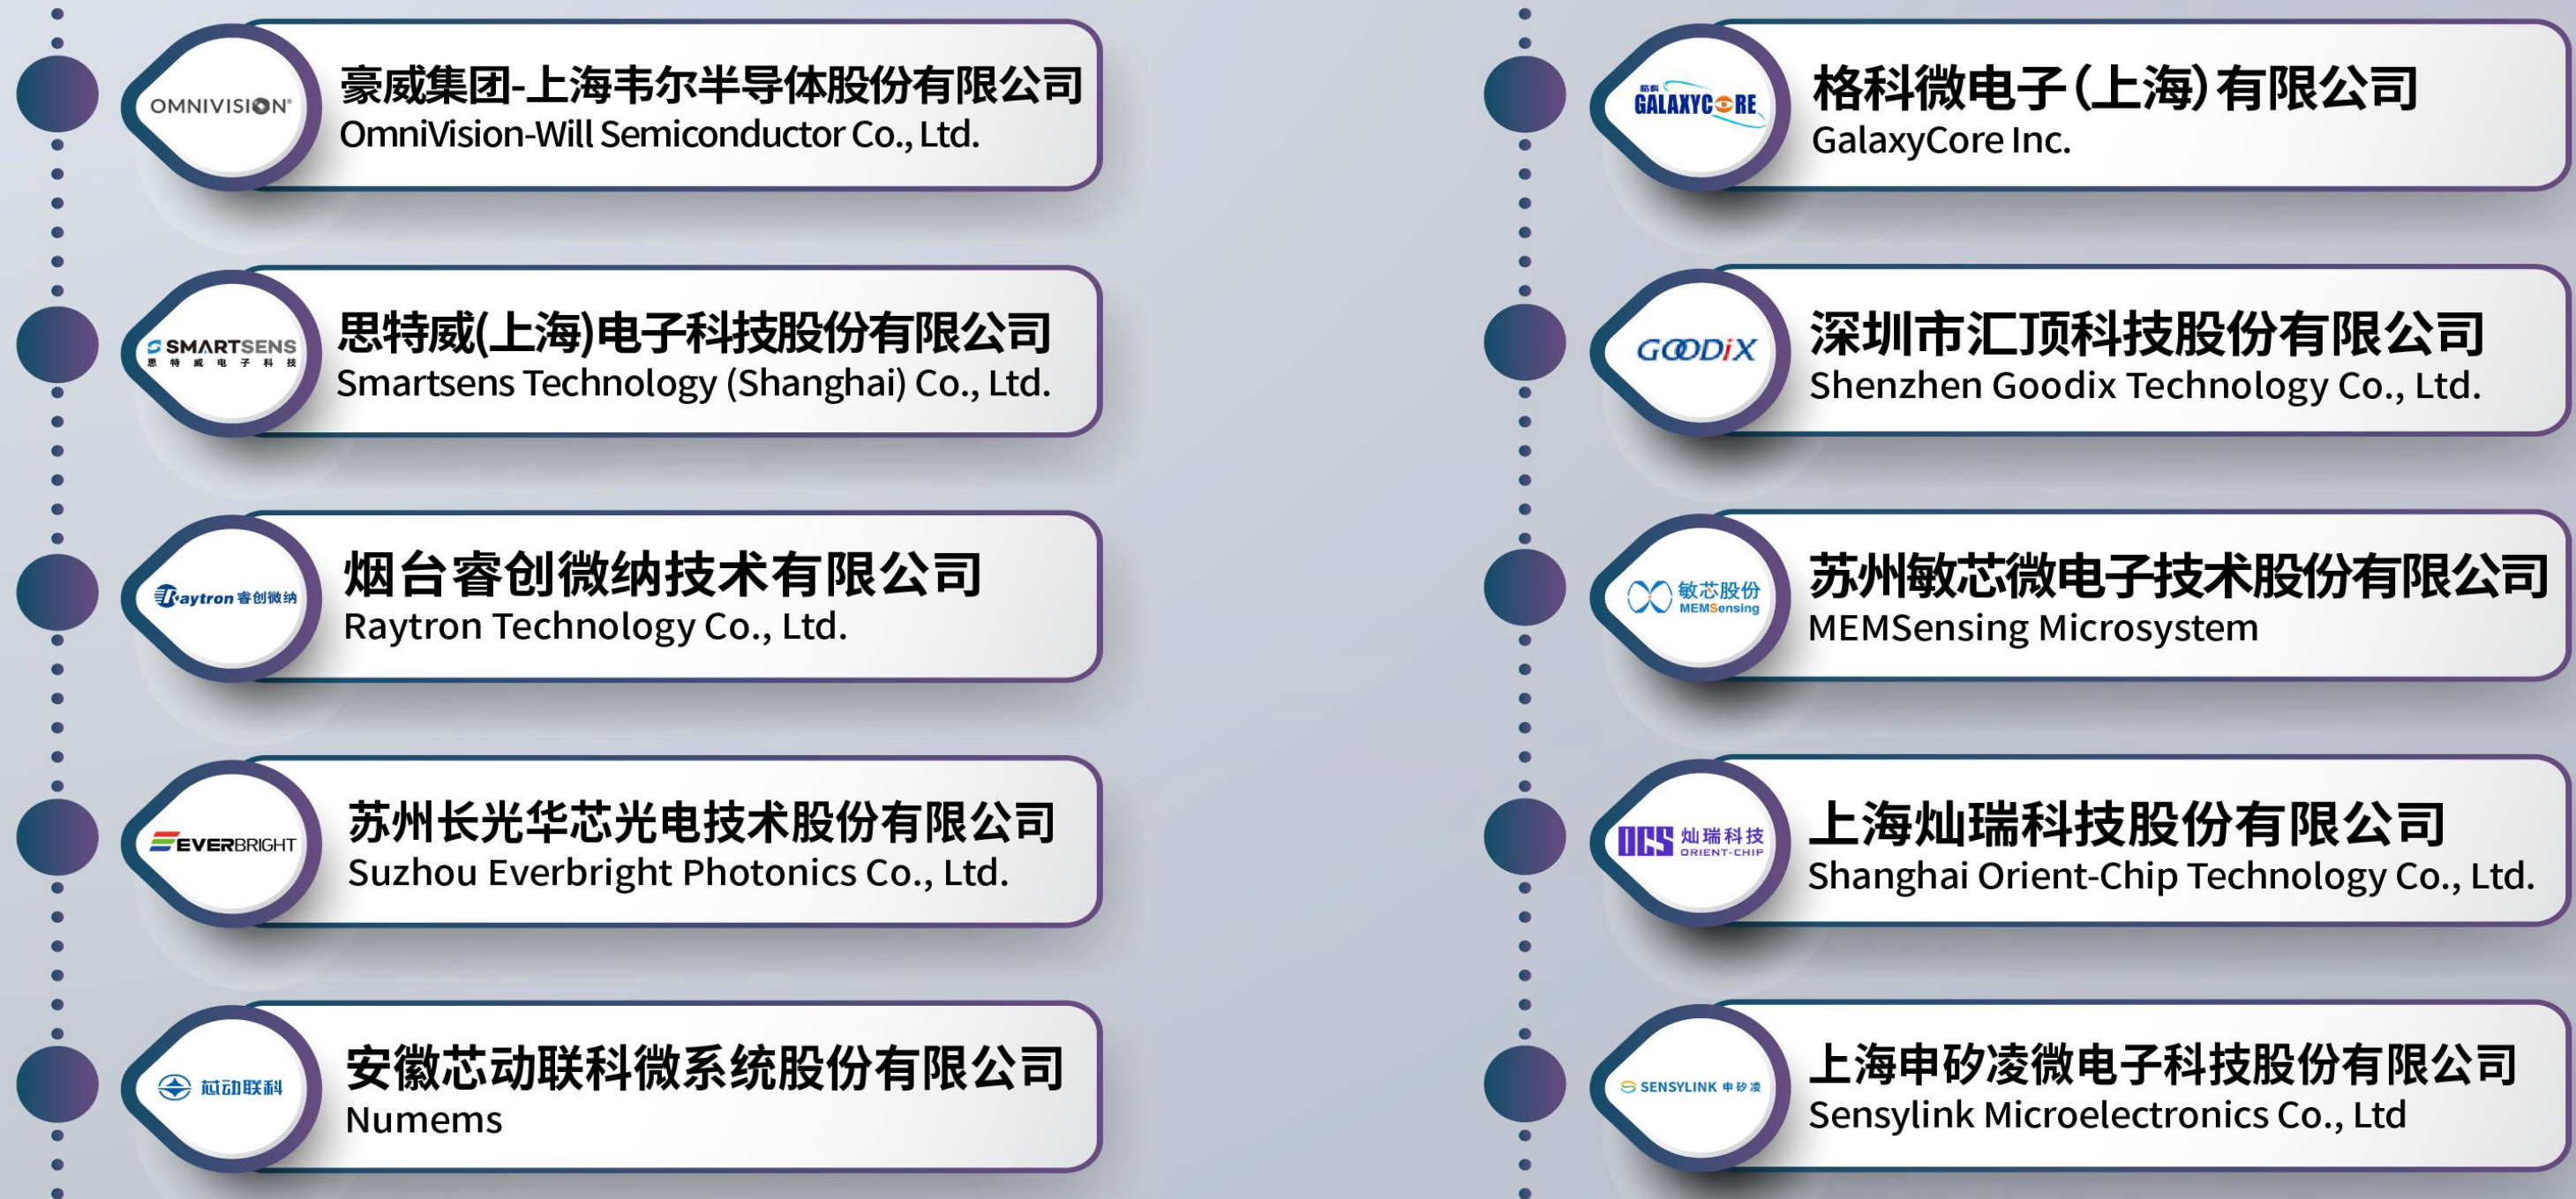 OMNIVISION
豪威集团-上海韦尔半导体股份有限公司
OmniVision-Will Semiconductor Co., Ltd.
SMARTSENS
思特威电子科技
思特威(上海)电子科技股份有限公司
Smartsens Technology (Shanghai) Co., Ltd.
Raytron 睿创微纳
烟台睿创微纳技术有限公司
Raytron Technology Co., Ltd.
EVERBRIGHT
苏州长光华芯光电技术股份有限公司
Suzhou Everbright Photonics Co., Ltd.
芯动联科
安徽芯动联科微系统股份有限公司
Numems
格科
GALAXYCORE
格科微电子(上海)有限公司
GalaxyCore Inc.
GOODiX
深圳市汇顶科技股份有限公司
Shenzhen Goodix Technology Co., Ltd.
敏芯股份
MEMSensing
苏州敏芯微电子技术股份有限公司
MEMSensing Microsystem
OCS 灿瑞科技
ORIENT-CHIP
上海灿瑞科技股份有限公司
Shanghai Orient-Chip Technology Co., Ltd.
SENSYLINK 申矽凌
上海申矽凌微电子科技股份有限公司
Sensylink Microelectronics Co., Ltd